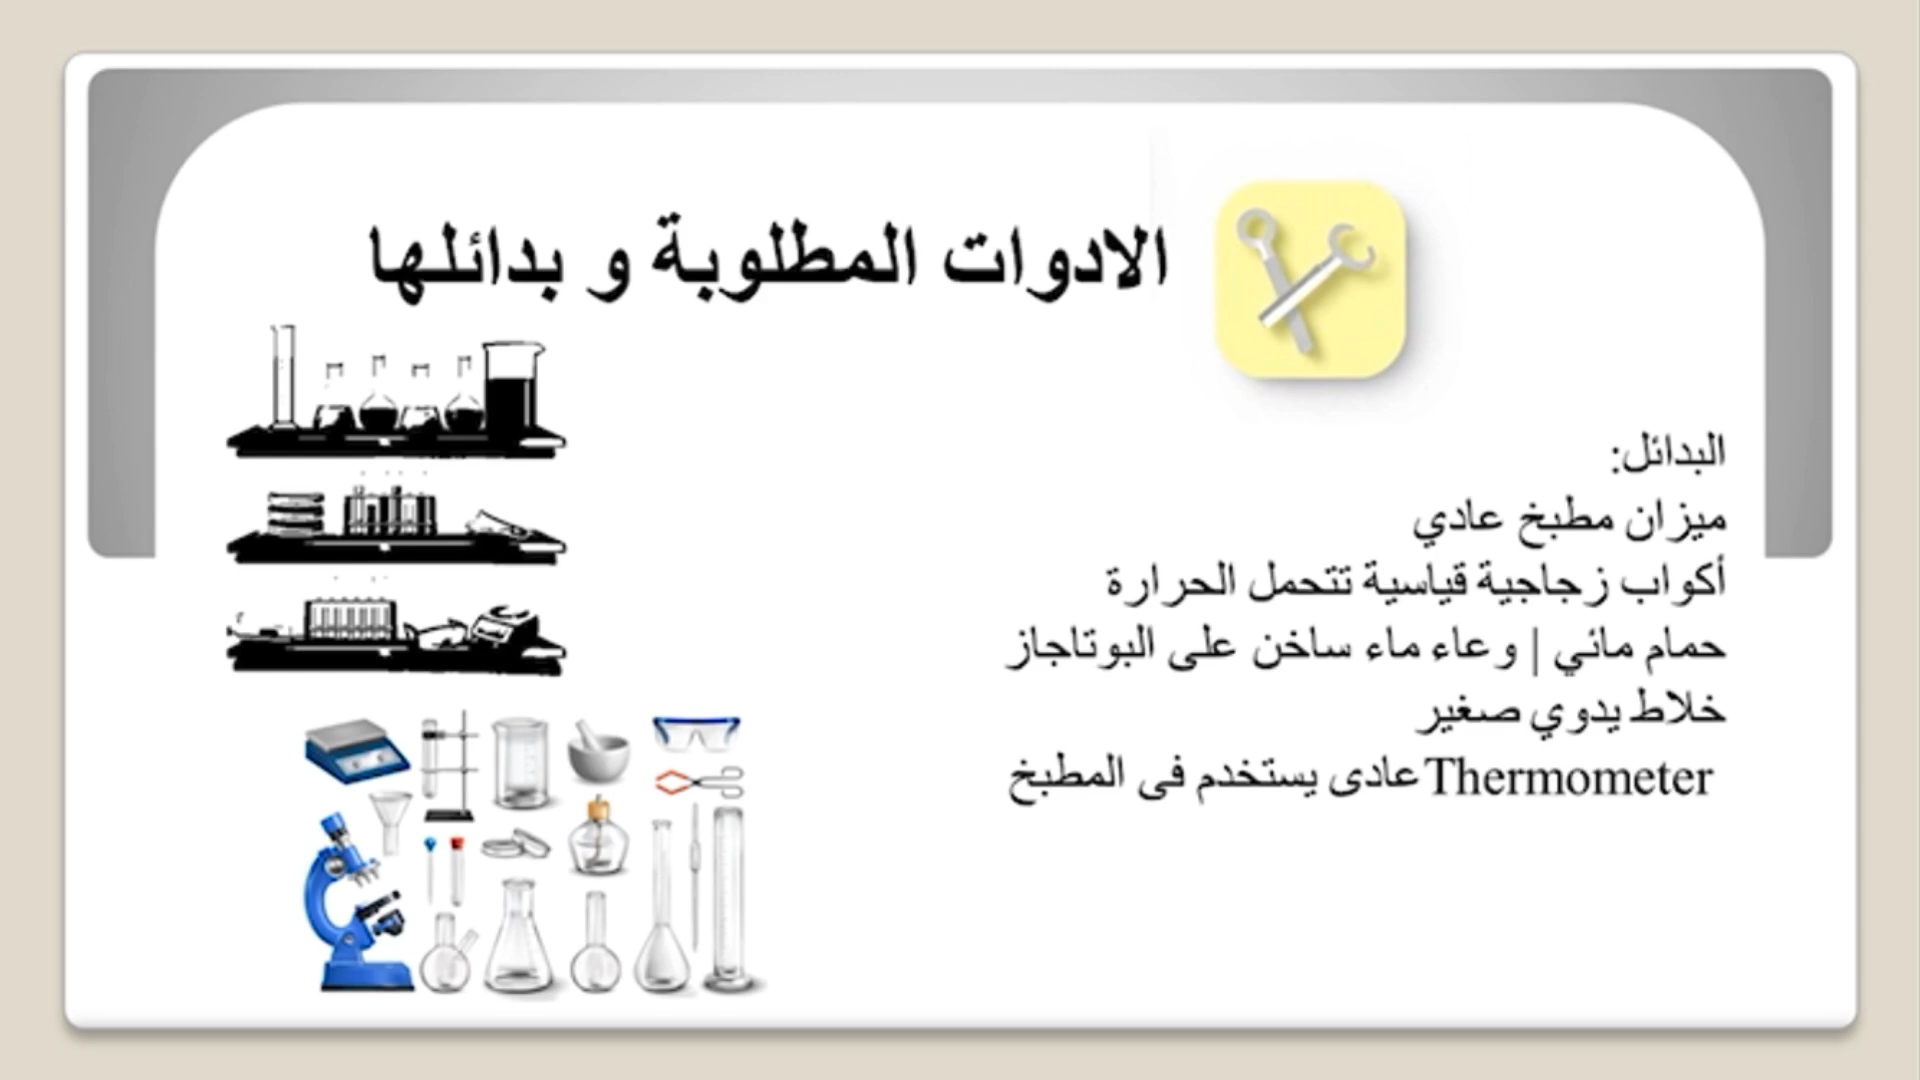 الادوات المطلوبة و بدائلها
البدائل:
ميزان مطبخ عادي
أكواب زجاجية قياسية تتحمل الحرارة
حمام مائي | وعاء ماء ساخن على البوتاجاز
خلاط يدوي صغير
Thermometer عادى يستخدم فى المطبخ